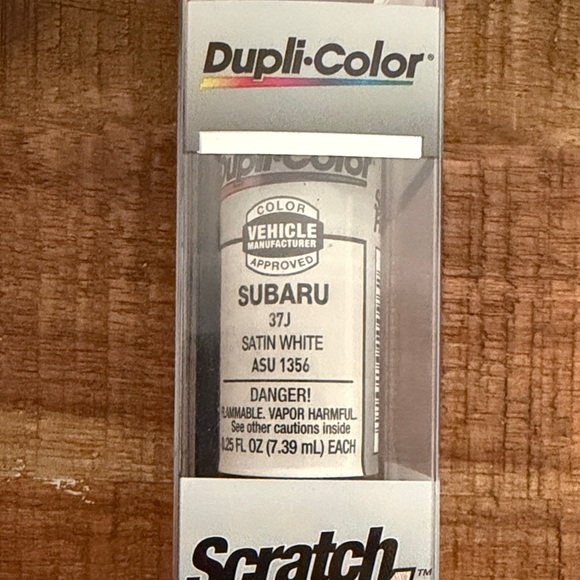 Dupli·Color®
Dupli·Color
COLOR
VEHICLE
MANUFACTURER
APPROVED
SUBARU
37J
SATIN WHITE
ASU 1356
DANGER!
FLAMMABLE. VAPOR HARMFUL.
See other cautions inside
0.25 FL OZ (7.39 mL) EACH
Scratch
TM